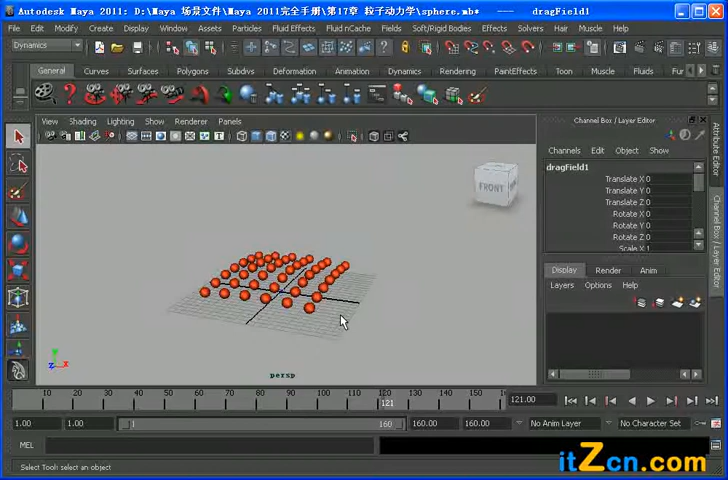 Autodesk Maya 2011: D:\Maya 场景文件\Maya 2011完全手册\第17章 粒子动力学\sphere.mb* --- dragField1
File Edit Modify Create Display Window Assets Particles Fluid Effects Fluid nCache Fields Soft/Rigid Bodies Effects Solvers
Dynamics
General Curves Surfaces Polygons Subdivs Deformation Animation Dynamics Rendering PaintEffects Toon Muscle Fluids Fur
View Shading Lighting Show Renderer Panels
Channel Box / Layer Editor
Channels Edit Object Show
dragField1
Translate X 0
Translate Y 0
Translate Z 0
Rotate X 0
Rotate Y 0
Rotate Z 0
Scale X 1
Attribute Editor
Channel Box / Layer Editor
FRONT
Display Render Anim
Layers Options Help
persp
10 20 30 40 50 60 70 80 90 100 110 120 130 140 150 160
121
121.00
1.00 1.00 1 160 160.00 160.00 No Anim Layer No Character Set
MEL
Select Tool: select an object
itZcn.com